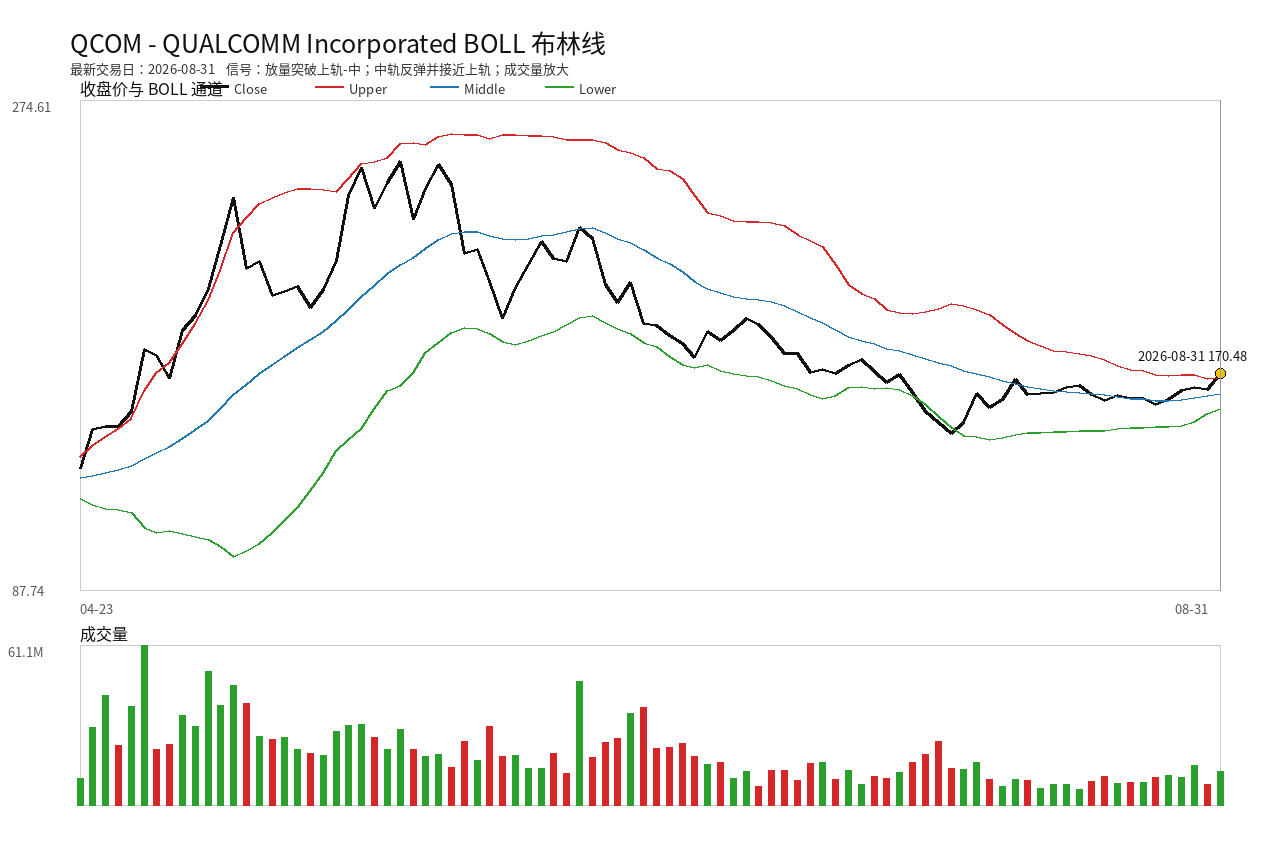 QCOM - QUALCOMM Incorporated BOLL 布林线
最新交易日：2026-08-31 信号：放量突破上轨-中；中轨反弹并接近上轨；成交量放大
收盘价与 BOLL 通道 Close Upper Middle Lower
274.61
2026-08-31 170.48
87.74
04-23 08-31
成交量
61.1M